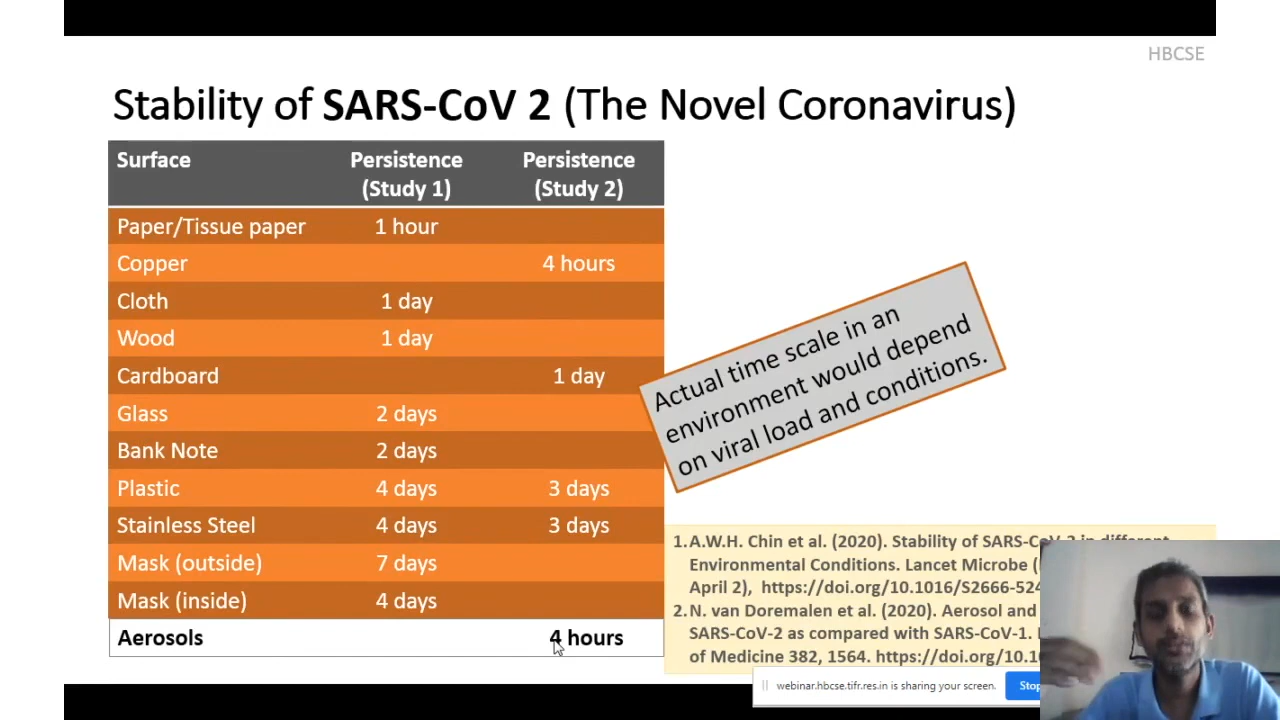 HBCSE
Stability of SARS-CoV 2 (The Novel Coronavirus)
Surface Persistence (Study 1) Persistence (Study 2)
Paper/Tissue paper 1 hour
Copper 4 hours
Cloth 1 day
Wood 1 day
Cardboard 1 day
Glass 2 days
Bank Note 2 days
Plastic 4 days 3 days
Stainless Steel 4 days 3 days
Mask (outside) 7 days
Mask (inside) 4 days
Aerosols 4 hours
Actual time scale in an
environment would depend
on viral load and conditions.
1. A.W.H. Chin et al. (2020). Stability of SARS-CoV-2 in different
Environmental Conditions. Lancet Microbe (
April 2), https://doi.org/10.1016/S2666-524
2. N. van Doremalen et al. (2020). Aerosol and
SARS-CoV-2 as compared with SARS-CoV-1.
of Medicine 382, 1564. https://doi.org/10.10
webinar.hbcse.tifr.res.in is sharing your screen. Stop